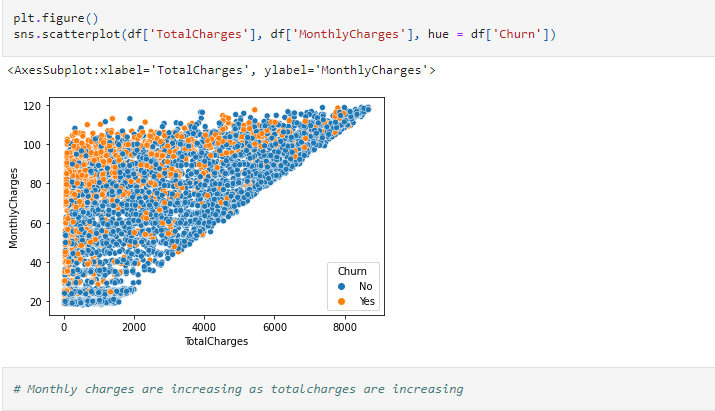 plt.figure()
sns.scatterplot(df['TotalCharges'], df['MonthlyCharges'], hue = df['Churn'])
<AxesSubplot:xlabel='TotalCharges', ylabel='MonthlyCharges'>
120
100
80
60
40
20
MonthlyCharges
Churn
No
Yes
0 2000 4000 6000 8000
TotalCharges
# Monthly charges are increasing as totalcharges are increasing